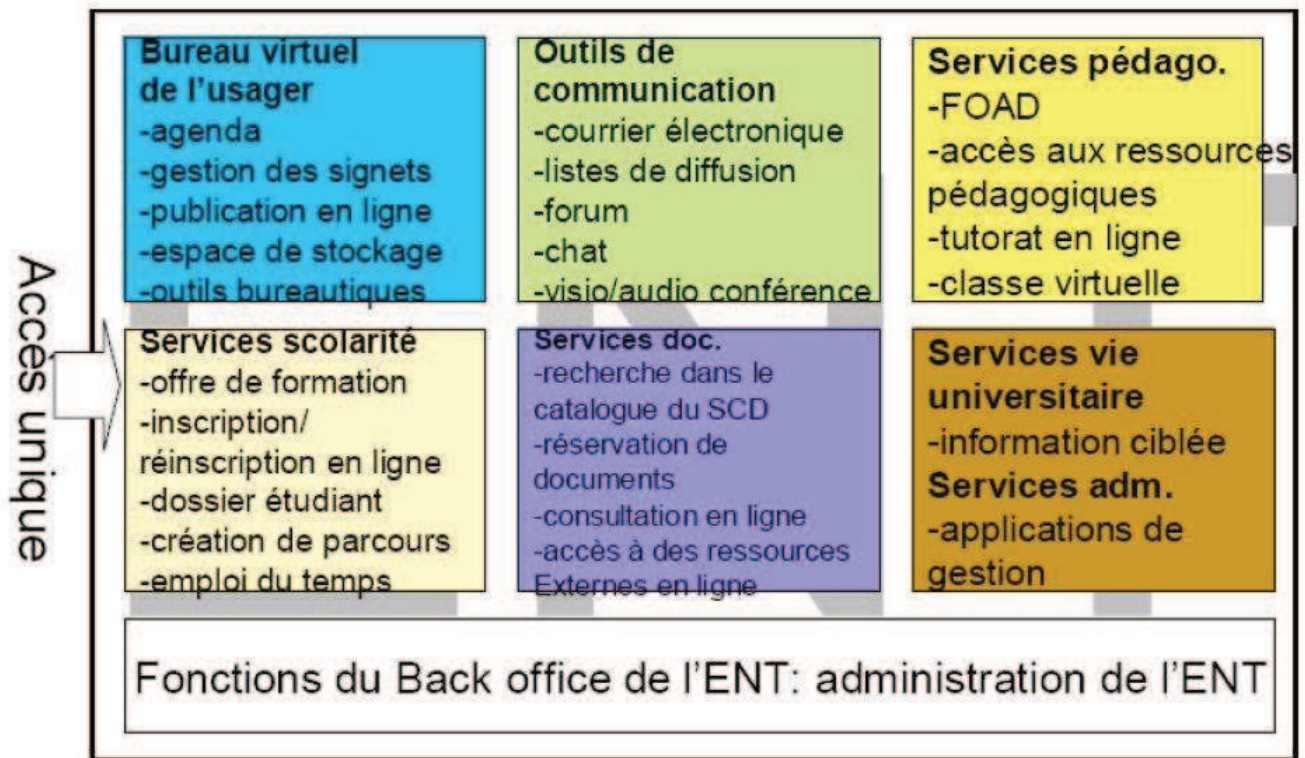 Accès unique
Bureau virtuel
de l'usager
-agenda
-gestion des signets
-publication en ligne
-espace de stockage
-outils bureautiques
Outils de
communication
-courrier électronique
-listes de diffusion
-forum
-chat
-visio/audio conférence
Services pédago.
-FOAD
-accès aux ressources
pédagogiques
-tutorat en ligne
-classe virtuelle
Services scolarité
-offre de formation
-inscription/
réinscription en ligne
-dossier étudiant
-création de parcours
-emploi du temps
Services doc.
-recherche dans le
catalogue du SCD
-réservation de
documents
-consultation en ligne
-accès à des ressources
Externes en ligne
Services vie
universitaire
-information ciblée
Services adm.
-applications de
gestion
Fonctions du Back office de l'ENT: administration de l'ENT